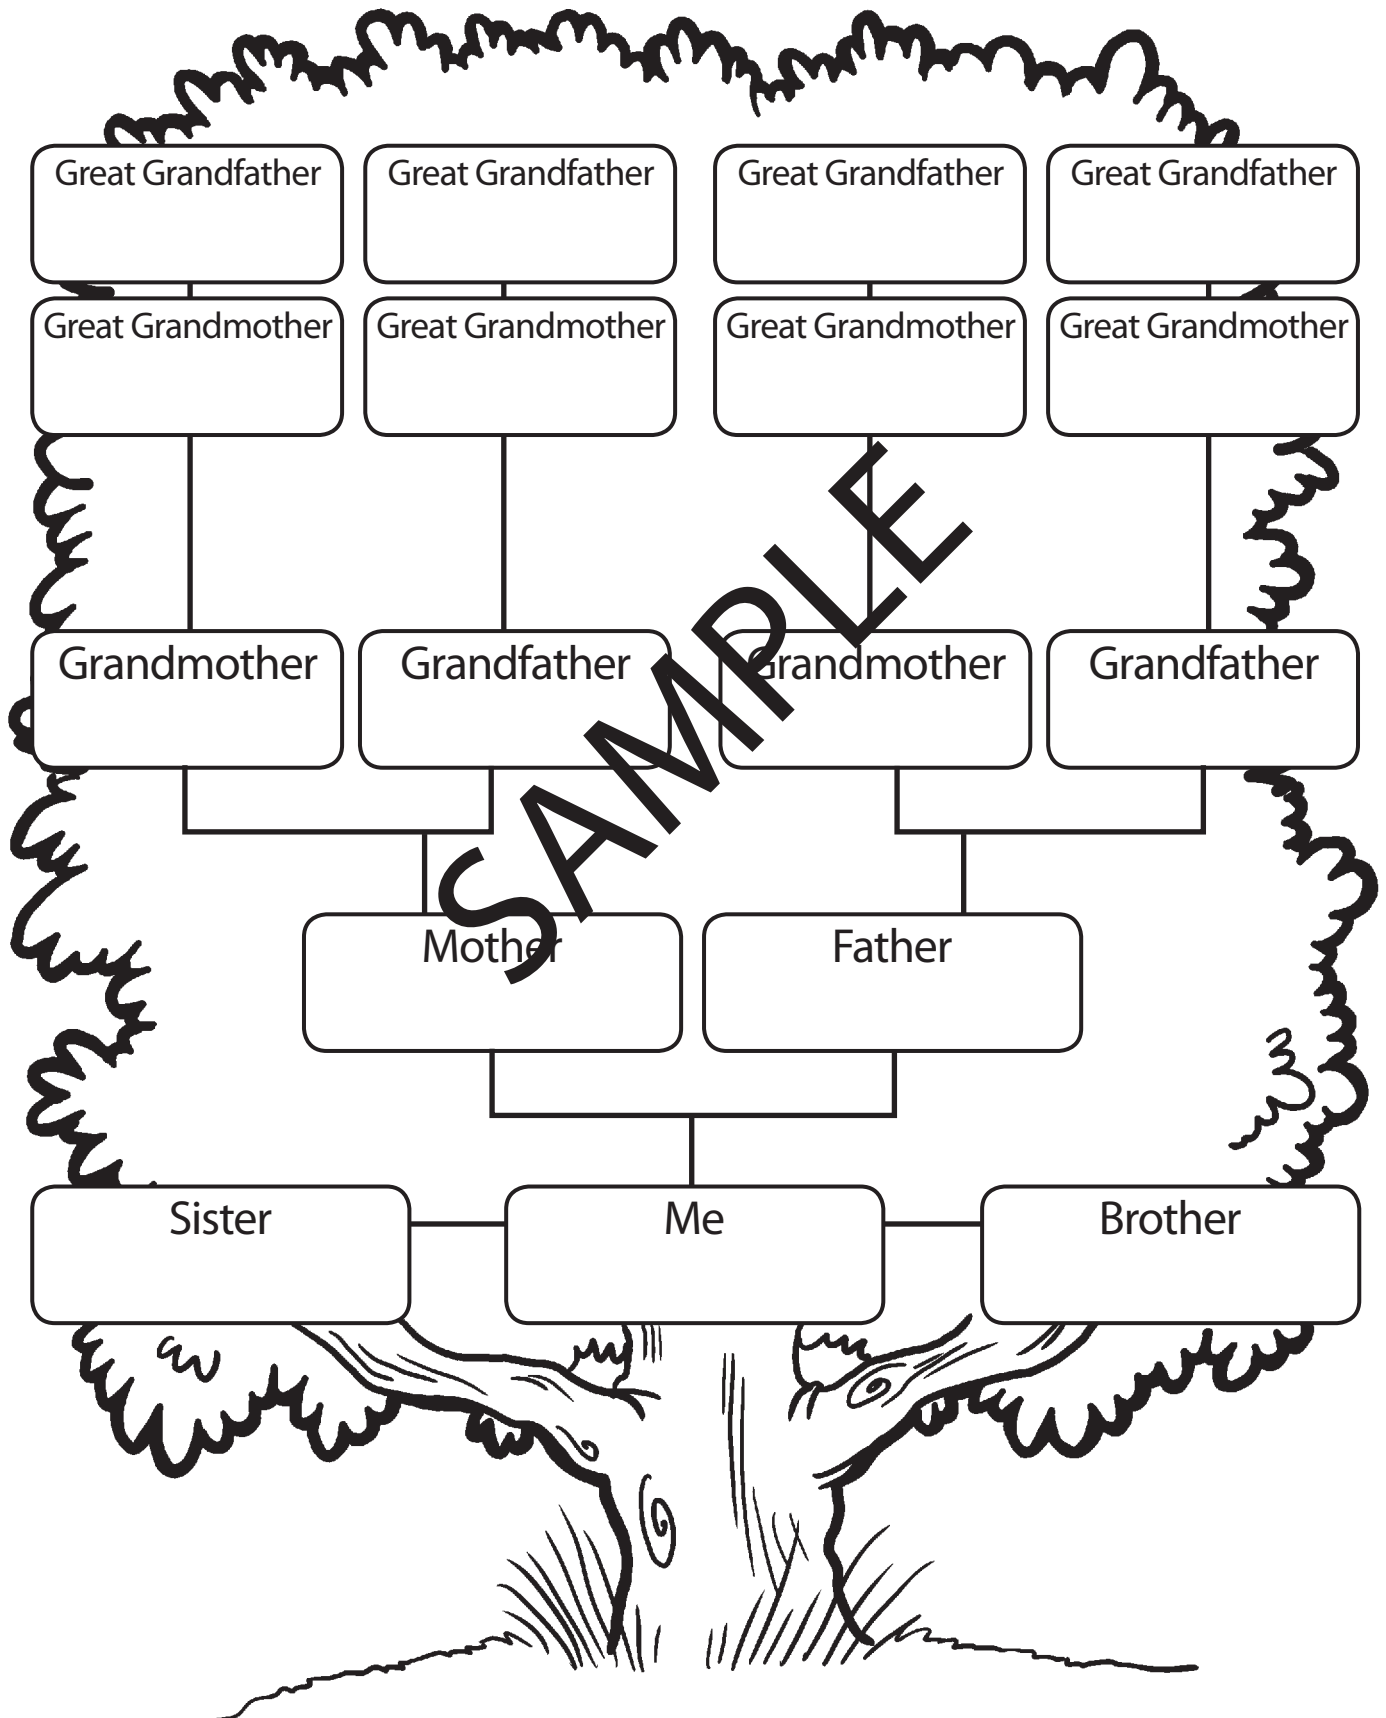 Great Grandfather Great Grandfather Great Grandfather Great Grandfather
Great Grandmother Great Grandmother Great Grandmother Great Grandmother
Grandmother Grandfather Grandmother Grandfather
SAMPLE
Mother Father
Sister Me Brother